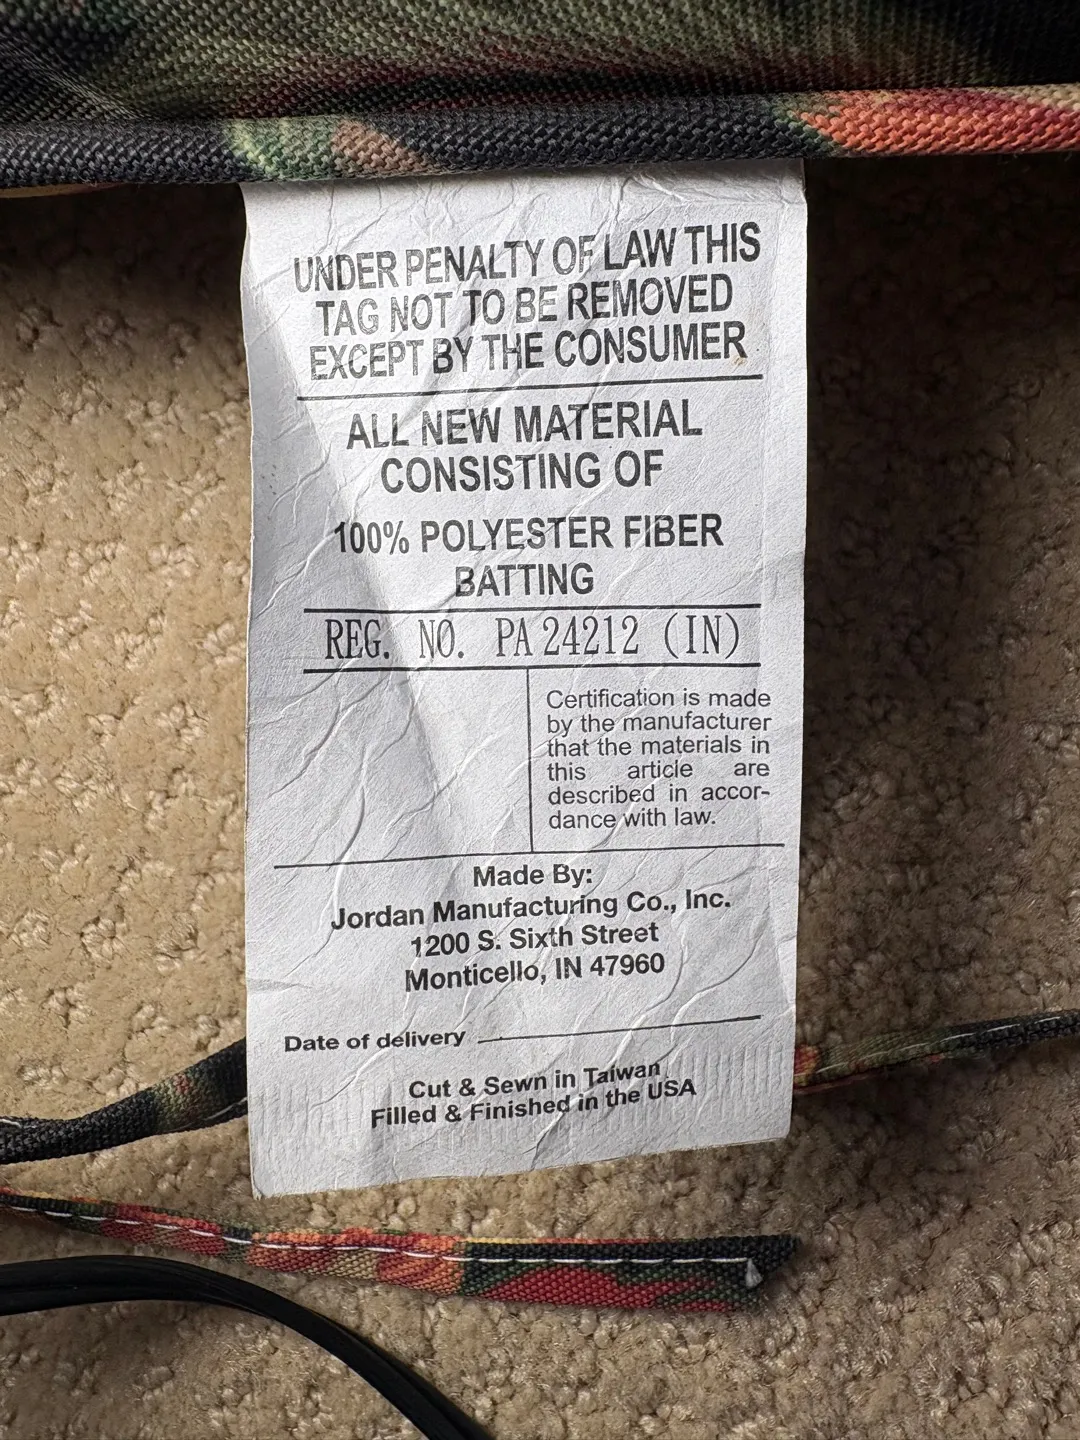 UNDER PENALTY OF LAW THIS
TAG NOT TO BE REMOVED
EXCEPT BY THE CONSUMER
ALL NEW MATERIAL
CONSISTING OF
100% POLYESTER FIBER
BATTING
REG. NO. PA 24212 (IN)
Certification is made
by the manufacturer
that the materials in
this article are
described in accor-
dance with law.
Made By:
Jordan Manufacturing Co., Inc.
1200 S. Sixth Street
Monticello, IN 47960
Date of delivery
Cut & Sewn in Taiwan
Filled & Finished in the USA